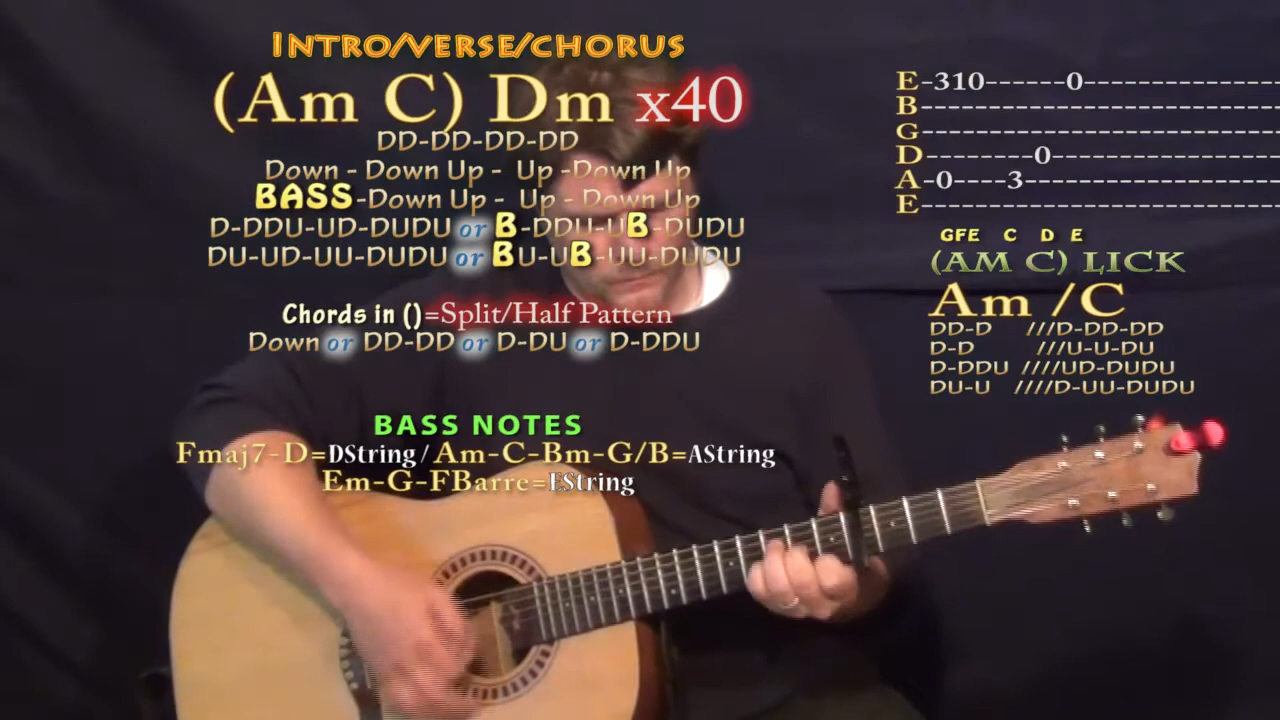 INTRO/VERSE/CHORUS
(Am C) Dm x40
DD-DD-DD-DD
Down - Down Up - Up -Down Up
BASS-Down Up - Up - Down Up
D-DDU-UD-DUDU or B-DDU-UB-DUDU
DU-UD-UU-DUDU or BU-UB-UU-DUDU
Chords in ()=Split/Half Pattern
Down or DD-DD or D-DU or D-DDU
BASS NOTES
Fmaj7-D=DString / Am-C-Bm-G/B=AString
Em-G-FBarre=EString
E-310------0----------------
B---------------------------
G---------------------------
D--------0------------------
A-0----3--------------------
E---------------------------
GFE C D E
(AM C) LICK
Am /C
DD-D ///D-DD-DD
D-D ///U-U-DU
D-DDU ////UD-DUDU
DU-U ////D-UU-DUDU